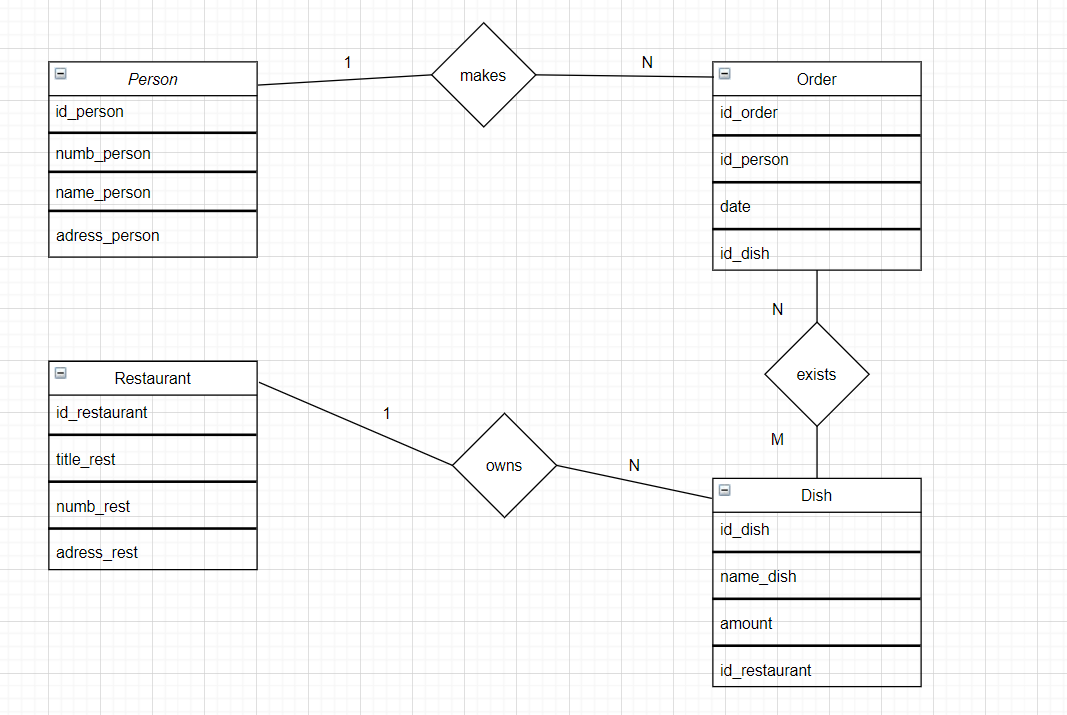 1
makes
N
Person
id_person
numb_person
name_person
adress_person
Order
id_order
id_person
date
id_dish
N
exists
M
Restaurant
id_restaurant
title_rest
numb_rest
adress_rest
1
owns
N
Dish
id_dish
name_dish
amount
id_restaurant